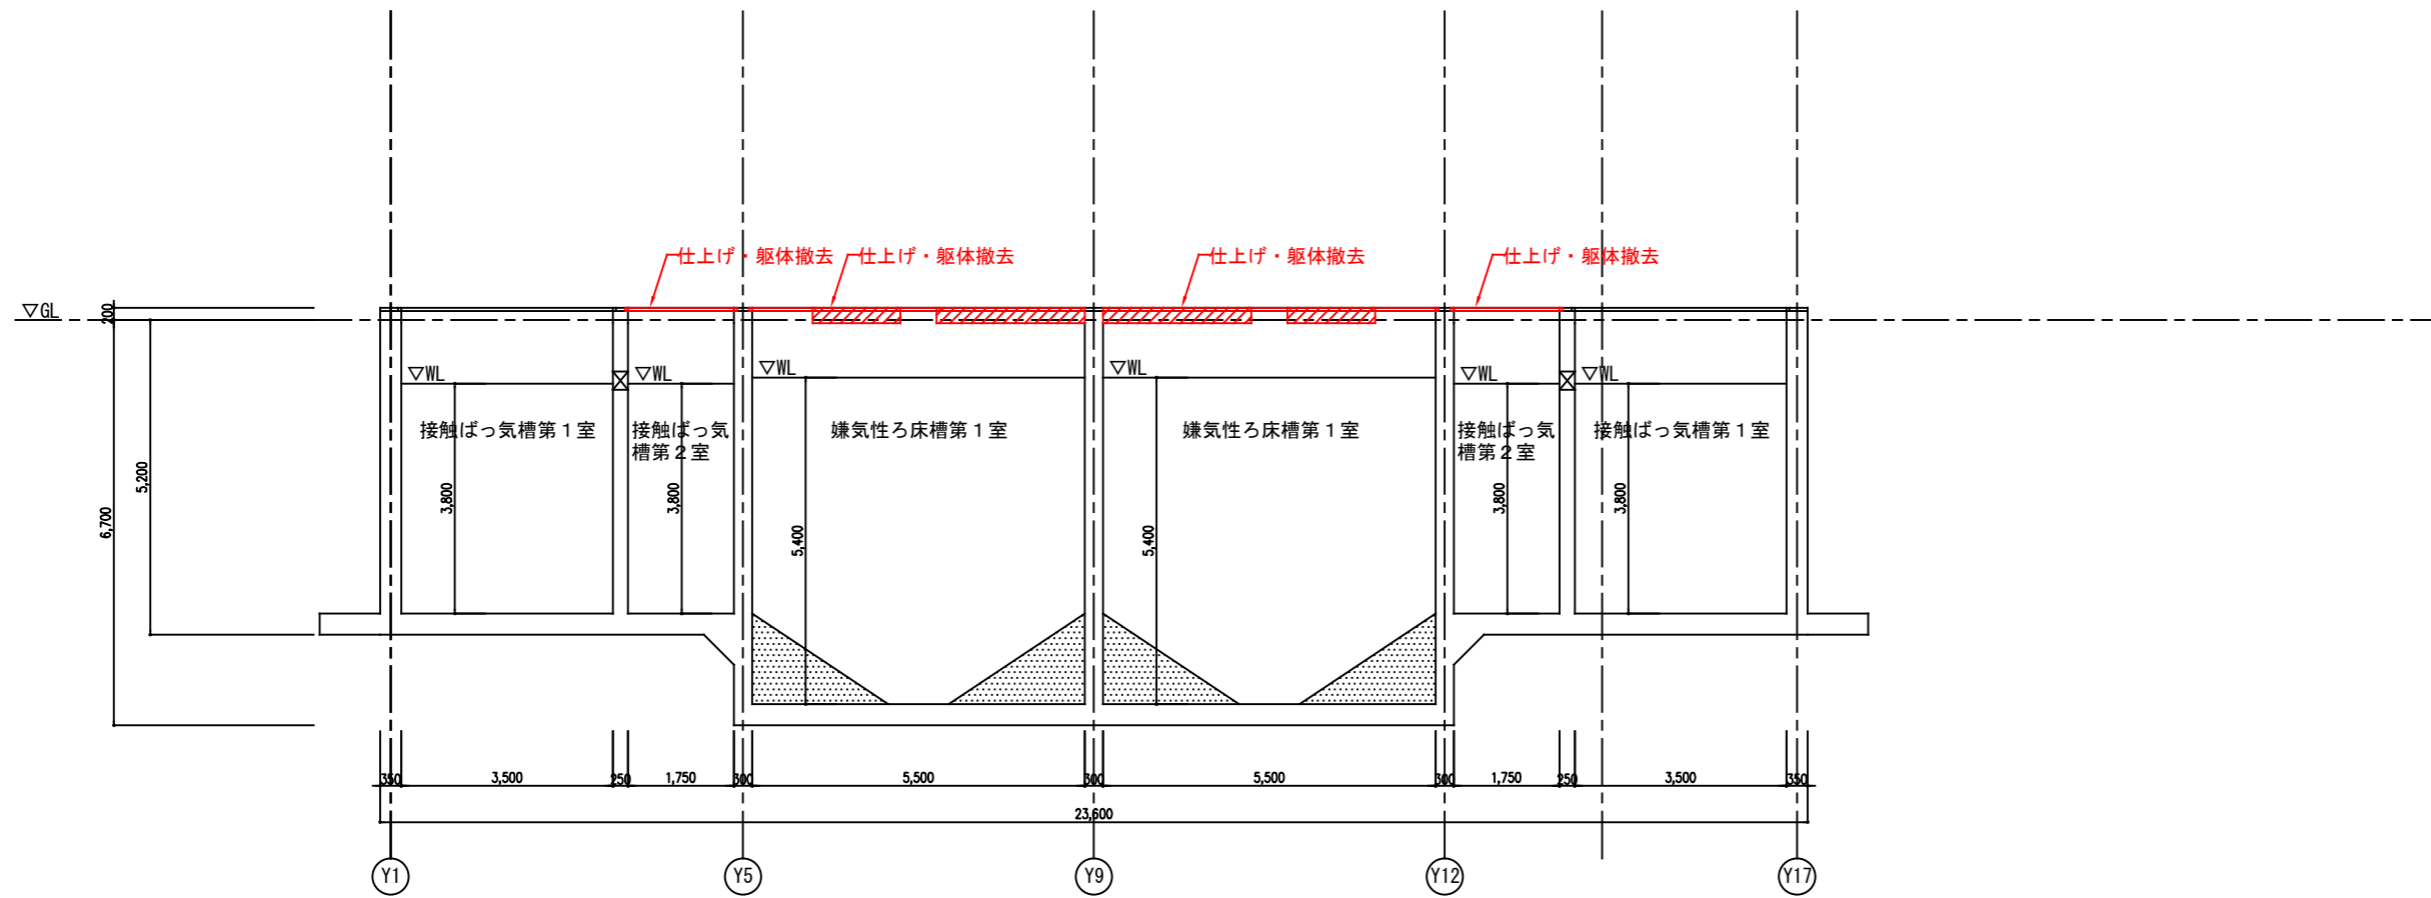 仕上げ・躯体撤去
仕上げ・躯体撤去
仕上げ・躯体撤去
仕上げ・躯体撤去
▽GL
200
▽WL
▽WL
▽WL
▽WL
▽WL
▽WL
接触ばっ気槽第1室
接触ばっ気
槽第2室
嫌気性ろ床槽第1室
嫌気性ろ床槽第1室
接触ばっ気
槽第2室
接触ばっ気槽第1室
5,200
6,700
3,800
3,800
5,400
5,400
3,800
3,800
350
3,500
250
1,750
300
5,500
300
5,500
300
1,750
250
3,500
350
23,600
Y1
Y5
Y9
Y12
Y17